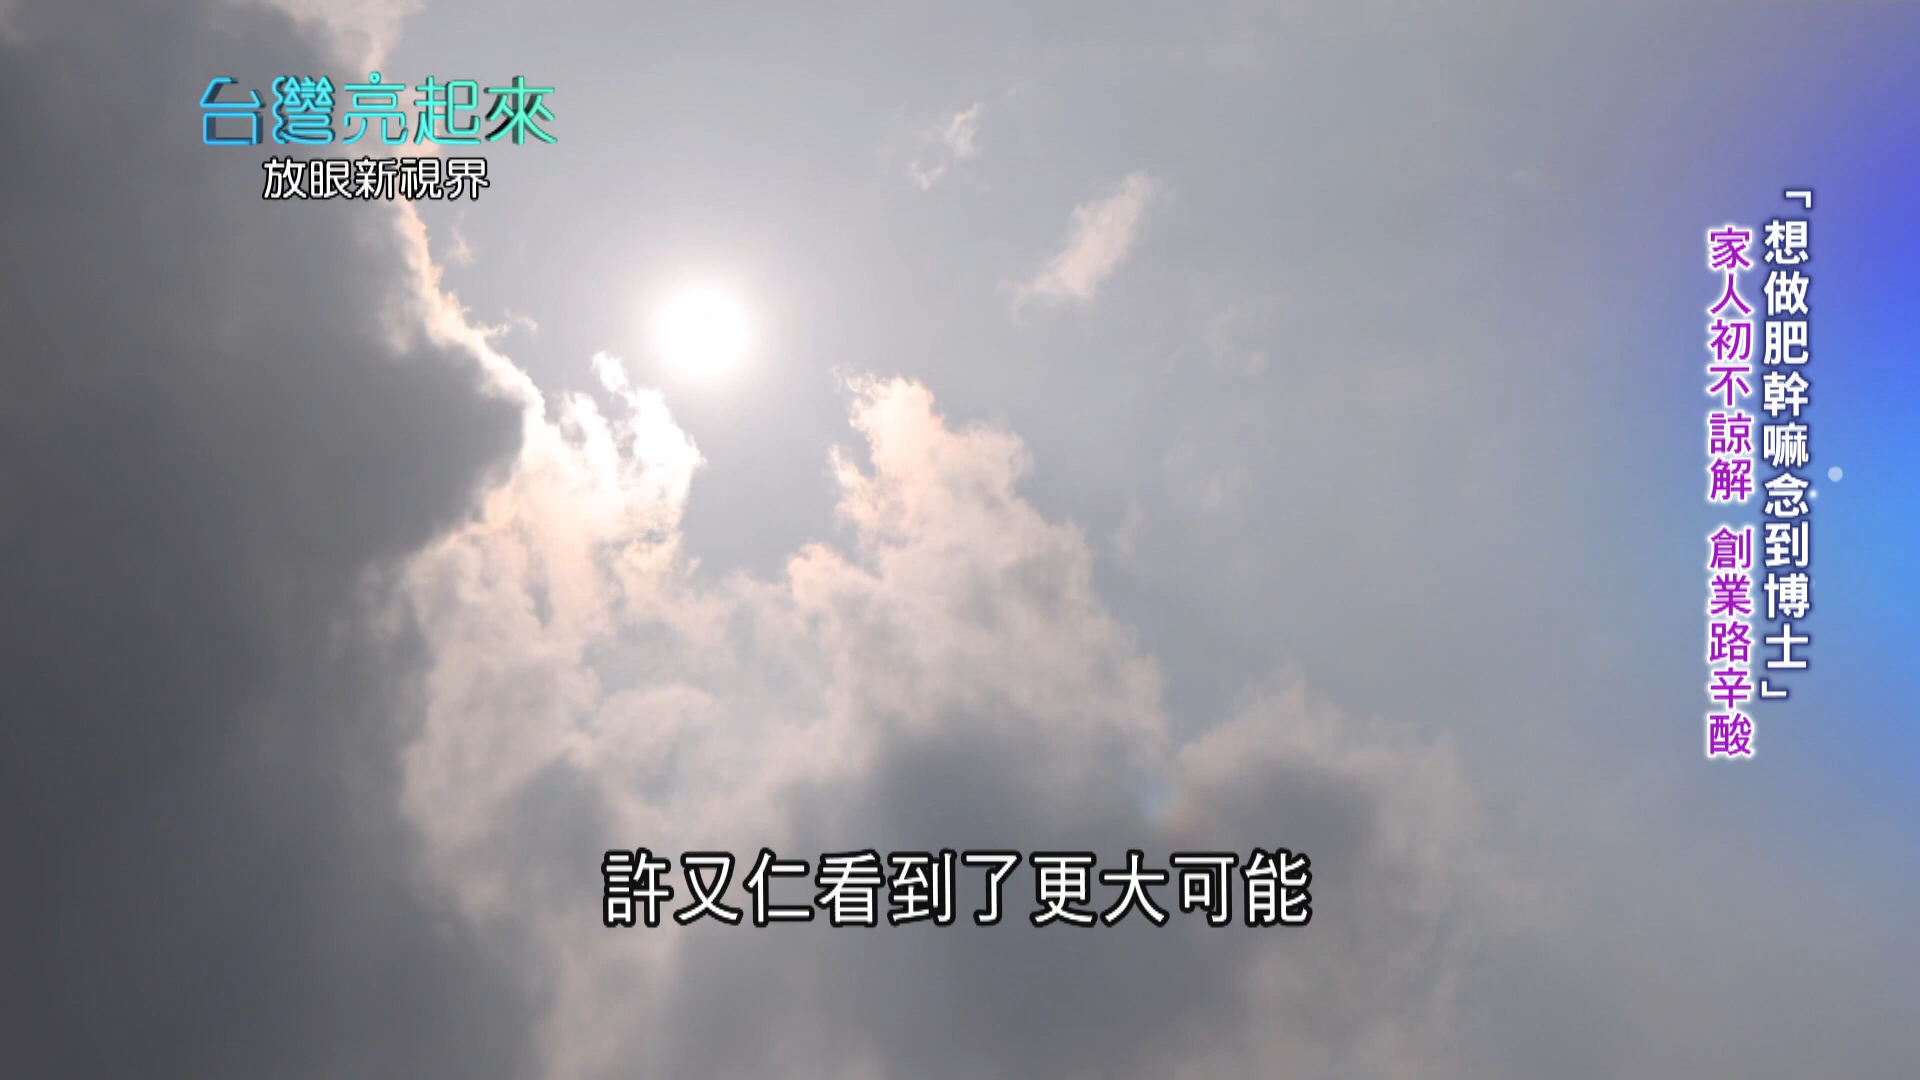 台灣亮起來
放眼新視界
「想做肥幹嘛念到博士」
家人初不諒解 創業路辛酸
許又仁看到了更大可能